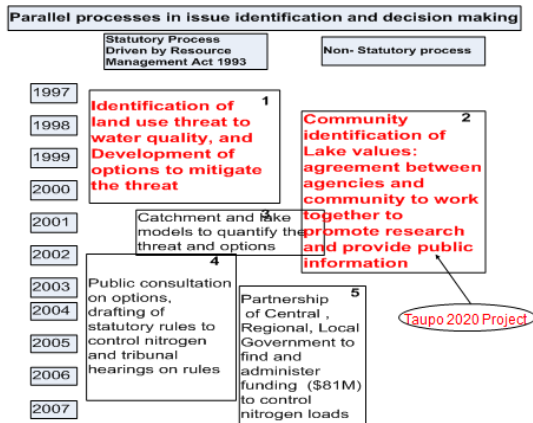 Parallel processes in issue identification and decision making
Statutory Process
Driven by Resource
Management Act 1993
Non- Statutory process
1997
1998
1999
2000
2001
2002
2003
2004
2005
2006
2007
1
Identification of
land use threat to
water quality, and
Development of
options to mitigate
the threat
2
Community
identification of
Lake values:
agreement between
agencies and
community to work
together to
promote research
and provide public
information
3
Catchment and lake
models to quantify the
threat and options
4
Public consultation
on options,
drafting of
statutory rules to
control nitrogen
and tribunal
hearings on rules
5
Partnership
of Central ,
Regional, Local
Government to
find and
administer
funding ($81M)
to control
nitrogen loads
Taupo 2020 Project